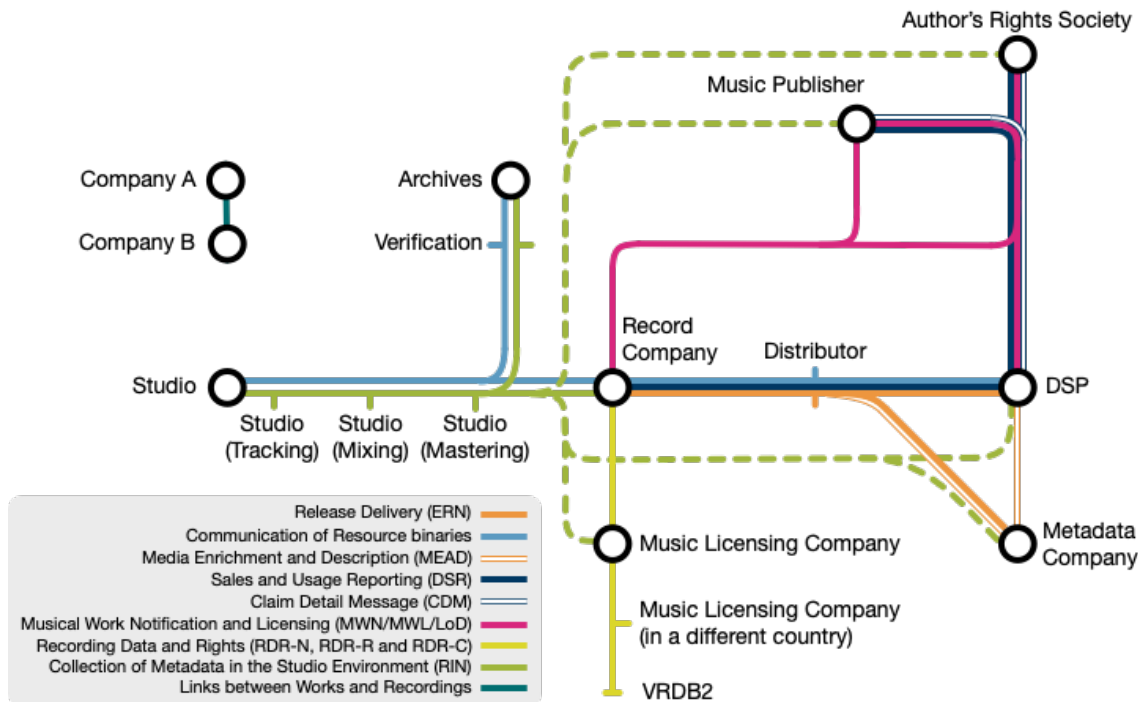 Author's Rights Society
Music Publisher
Company A
Archives
Company B
Verification
Record
Company
Distributor
Studio
DSP
Studio
(Tracking)
Studio
(Mixing)
Studio
(Mastering)
Release Delivery (ERN)
Communication of Resource binaries
Media Enrichment and Description (MEAD)
Sales and Usage Reporting (DSR)
Claim Detail Message (CDM)
Musical Work Notification and Licensing (MWN/MWL/LoD)
Recording Data and Rights (RDR-N, RDR-R and RDR-C)
Collection of Metadata in the Studio Environment (RIN)
Links between Works and Recordings
Music Licensing Company
Metadata
Company
Music Licensing Company
(in a different country)
VRDB2